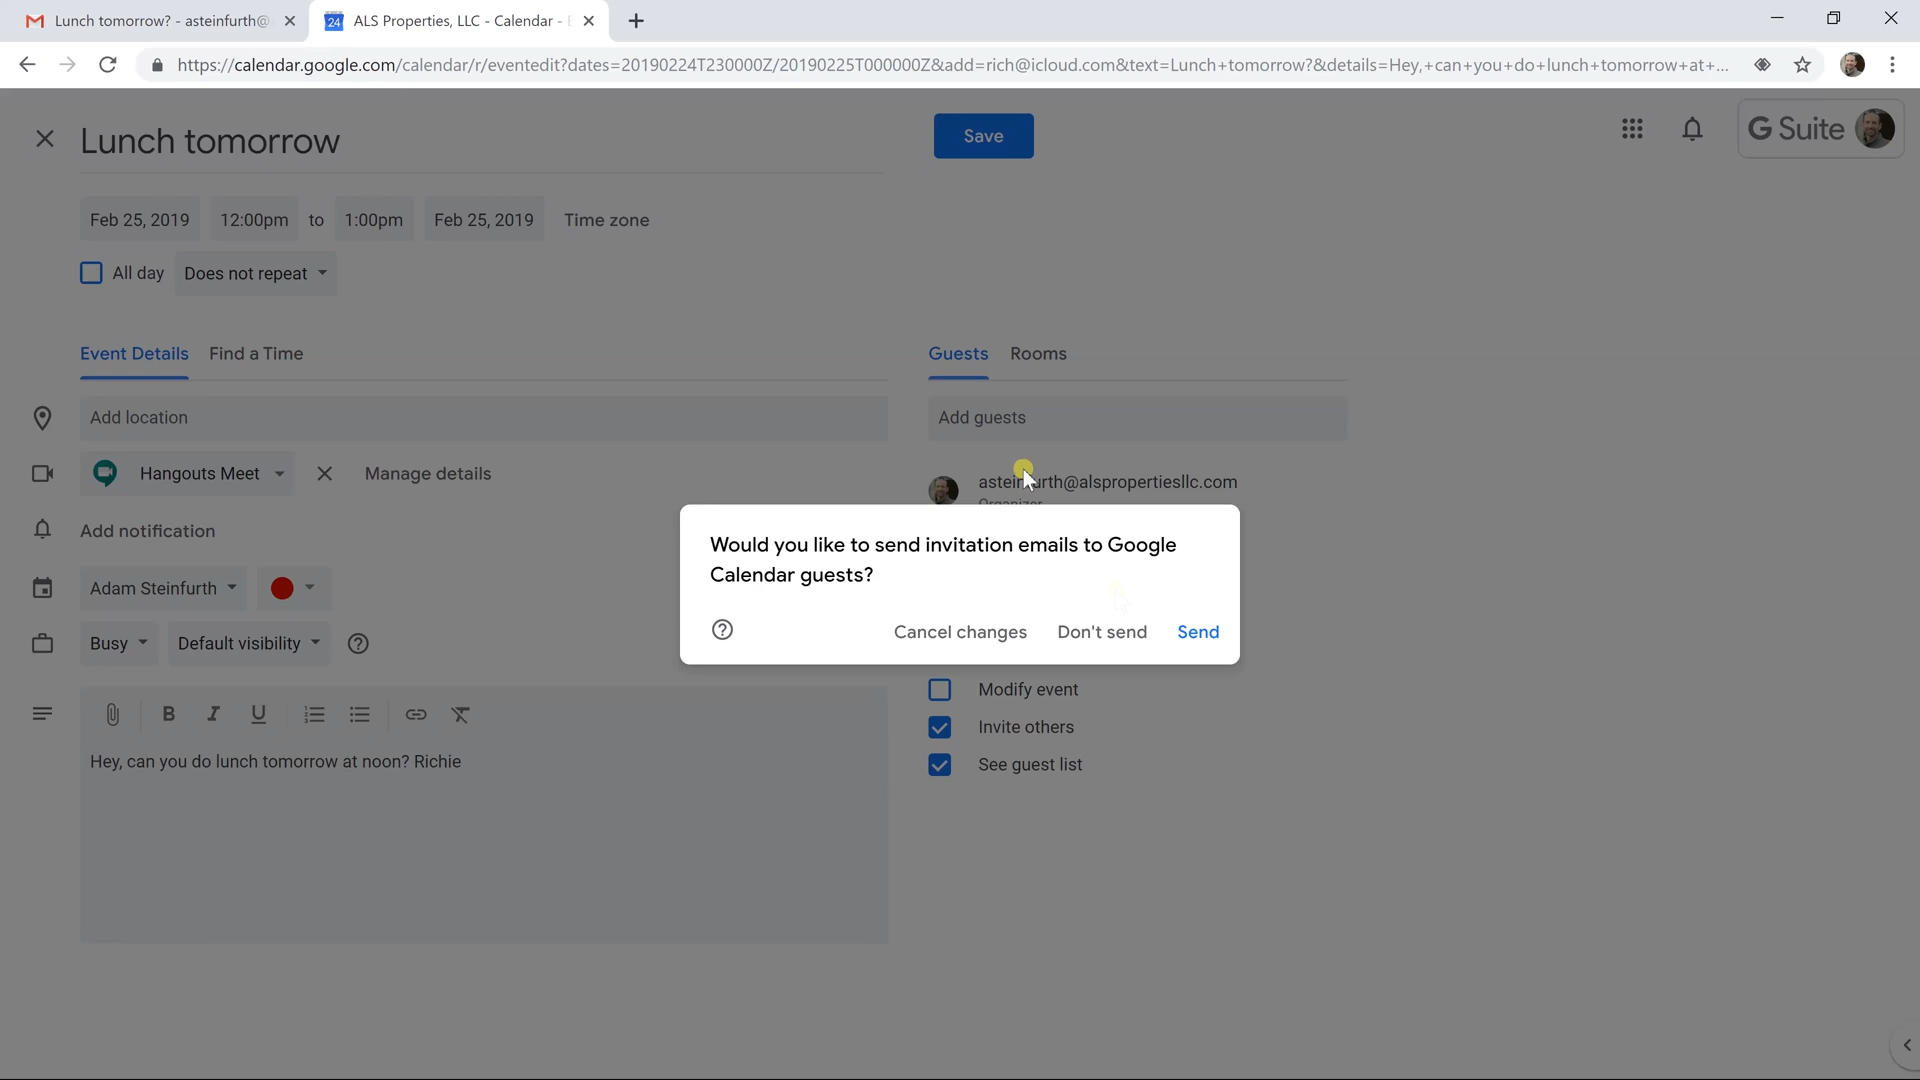 Lunch tomorrow? - asteinfurth@
24
ALS Properties, LLC - Calendar -
https://calendar.google.com/calendar/r/eventedit?dates=20190224T230000Z/20190225T000000Z&add=rich@icloud.com&text=Lunch+tomorrow?&details=Hey,+can+you+do+lunch+tomorrow+at+...
Lunch tomorrow
Save
G Suite
Feb 25, 2019 12:00pm to 1:00pm Feb 25, 2019 Time zone
All day Does not repeat
Event Details Find a Time
Guests Rooms
Add location
Add guests
Hangouts Meet
Manage details
asteinfurth@alspropertiesllc.com
Organizer
Add notification
Would you like to send invitation emails to Google
Calendar guests?
Cancel changes Don't send Send
Adam Steinfurth
Busy Default visibility
Modify event
Invite others
See guest list
B I U
Hey, can you do lunch tomorrow at noon? Richie